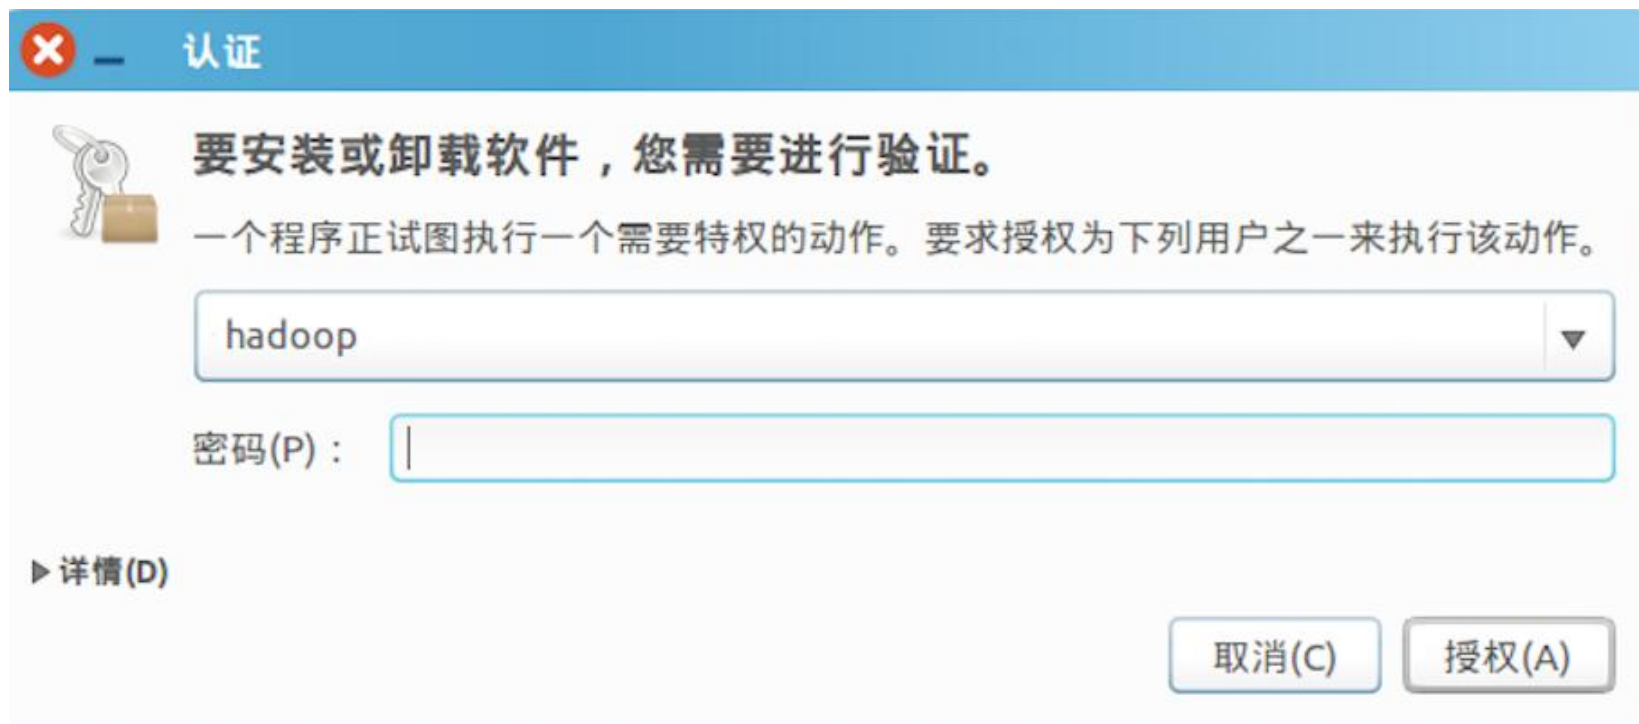 认证
要安装或卸载软件，您需要进行验证。
一个程序正试图执行一个需要特权的动作。要求授权为下列用户之一来执行该动作。
hadoop
密码(P)：
详情(D)
取消(C) 授权(A)